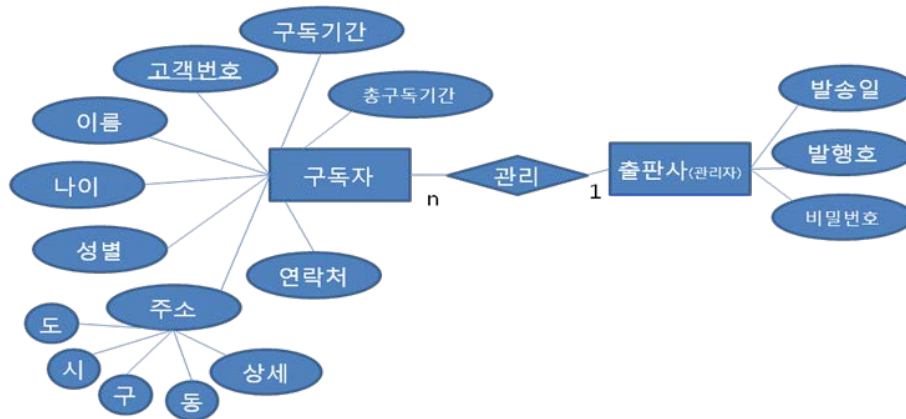 구독기간
고객번호
총구독기간
이름
나이
성별
주소
도
시
구
동
상세
연락처
구독자
n
관리
1
출판사(관리자)
발송일
발행호
비밀번호